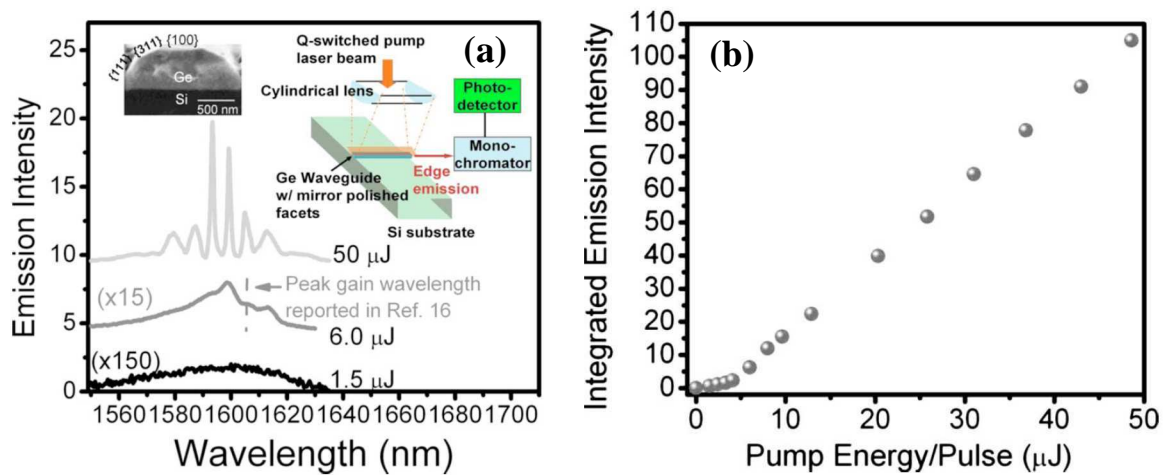 (a)
Emission Intensity
25
20
15
10
5
0
{111} {311} {100}
Ge
Si
500 nm
Q-switched pump
laser beam
Cylindrical lens
Photo-
detector
Mono-
chromator
Edge
emission
Ge Waveguide
w/ mirror polished
facets
Si substrate
50 μJ
(x15)
Peak gain wavelength
reported in Ref. 16
6.0 μJ
(x150)
1.5 μJ
1560 1580 1600 1620 1640 1660 1680 1700
Wavelength (nm)
(b)
Integrated Emission Intensity
110
100
90
80
70
60
50
40
30
20
10
0
0 10 20 30 40 50
Pump Energy/Pulse (μJ)